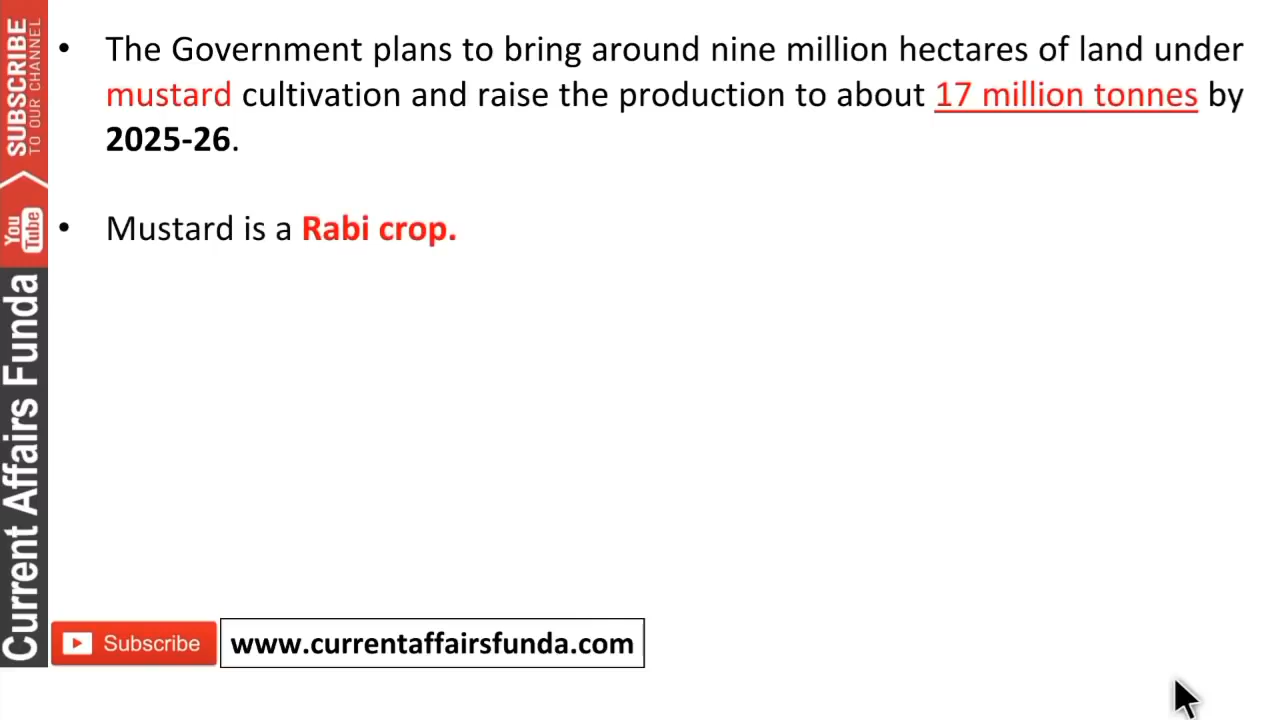 • The Government plans to bring around nine million hectares of land under
mustard cultivation and raise the production to about 17 million tonnes by
2025-26.
• Mustard is a Rabi crop.
SUBSCRIBE
TO OUR CHANNEL
You
Tube
Current Affairs Funda
Subscribe
www.currentaffairsfunda.com